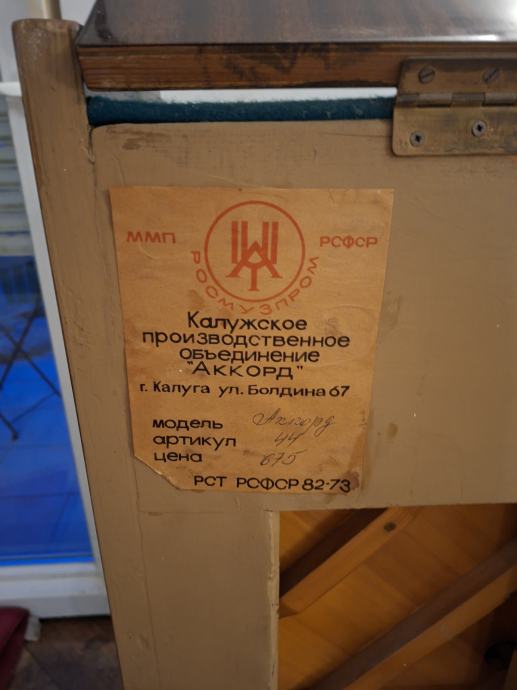 ММП РСФСР
РОСМУЗПРОМ
Калужское
производственное
объединение
"АККОРД"
г. Калуга ул. Болдина 67
модель Аккорд
артикул 44
цена 675
РСТ РСФСР 82-73